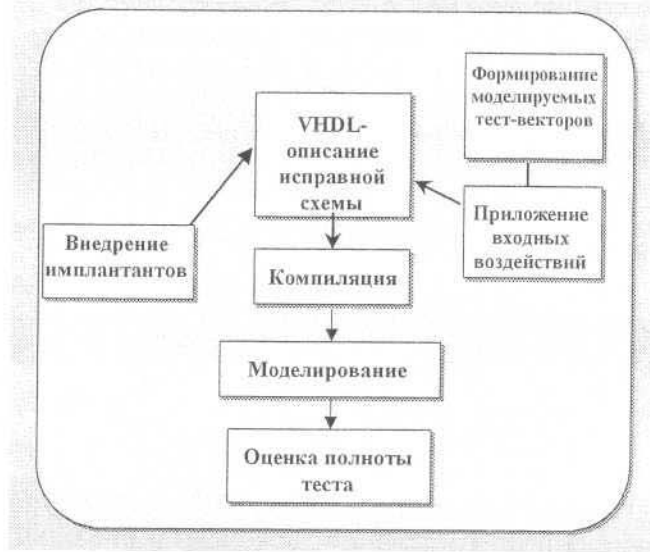 Формирование
моделируемых
тест-векторов
VHDL-
описание
исправной
схемы
Приложение
входных
воздействий
Внедрение
имплантантов
Компиляция
Моделирование
Оценка полноты
теста